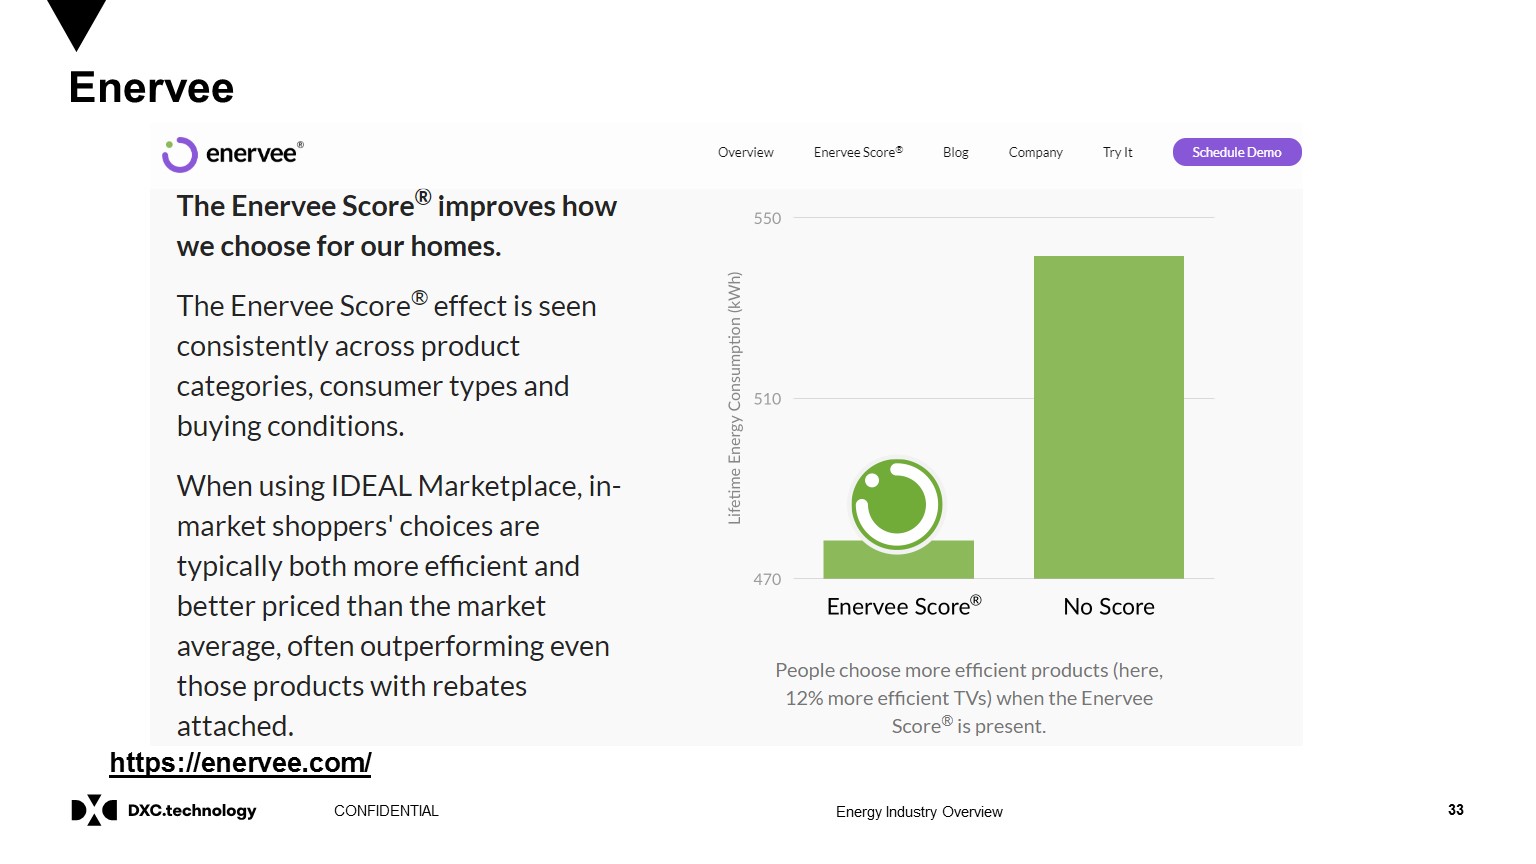 Enervee
enervee®
Overview Enervee Score® Blog Company Try It Schedule Demo
The Enervee Score® improves how
we choose for our homes.
The Enervee Score® effect is seen
consistently across product
categories, consumer types and
buying conditions.
When using IDEAL Marketplace, in-
market shoppers' choices are
typically both more efficient and
better priced than the market
average, often outperforming even
those products with rebates
attached.
Lifetime Energy Consumption (kWh)
550
510
470
Enervee Score® No Score
People choose more efficient products (here,
12% more efficient TVs) when the Enervee
Score® is present.
https://enervee.com/
DXC.technology CONFIDENTIAL Energy Industry Overview 33